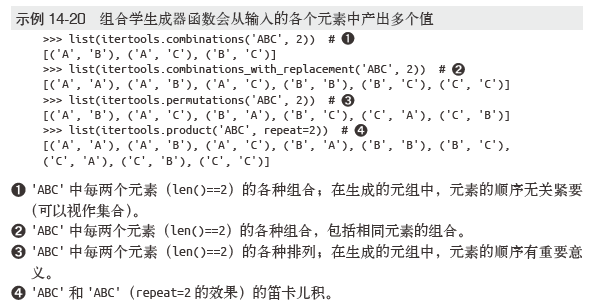 示例 14-20 组合学生成器函数会从输入的各个元素中产出多个值
>>> list(itertools.combinations('ABC', 2))  # ❶
[('A', 'B'), ('A', 'C'), ('B', 'C')]
>>> list(itertools.combinations_with_replacement('ABC', 2))  # ❷
[('A', 'A'), ('A', 'B'), ('A', 'C'), ('B', 'B'), ('B', 'C'), ('C', 'C')]
>>> list(itertools.permutations('ABC', 2))  # ❸
[('A', 'B'), ('A', 'C'), ('B', 'A'), ('B', 'C'), ('C', 'A'), ('C', 'B')]
>>> list(itertools.product('ABC', repeat=2))  # ❹
[('A', 'A'), ('A', 'B'), ('A', 'C'), ('B', 'A'), ('B', 'B'), ('B', 'C'),
('C', 'A'), ('C', 'B'), ('C', 'C')]
❶ 'ABC' 中每两个元素（len()==2）的各种组合；在生成的元组中，元素的顺序无关紧要
（可以视作集合）。
❷ 'ABC' 中每两个元素（len()==2）的各种组合，包括相同元素的组合。
❸ 'ABC' 中每两个元素（len()==2）的各种排列；在生成的元组中，元素的顺序有重要意
义。
❹ 'ABC' 和 'ABC'（repeat=2 的效果）的笛卡儿积。